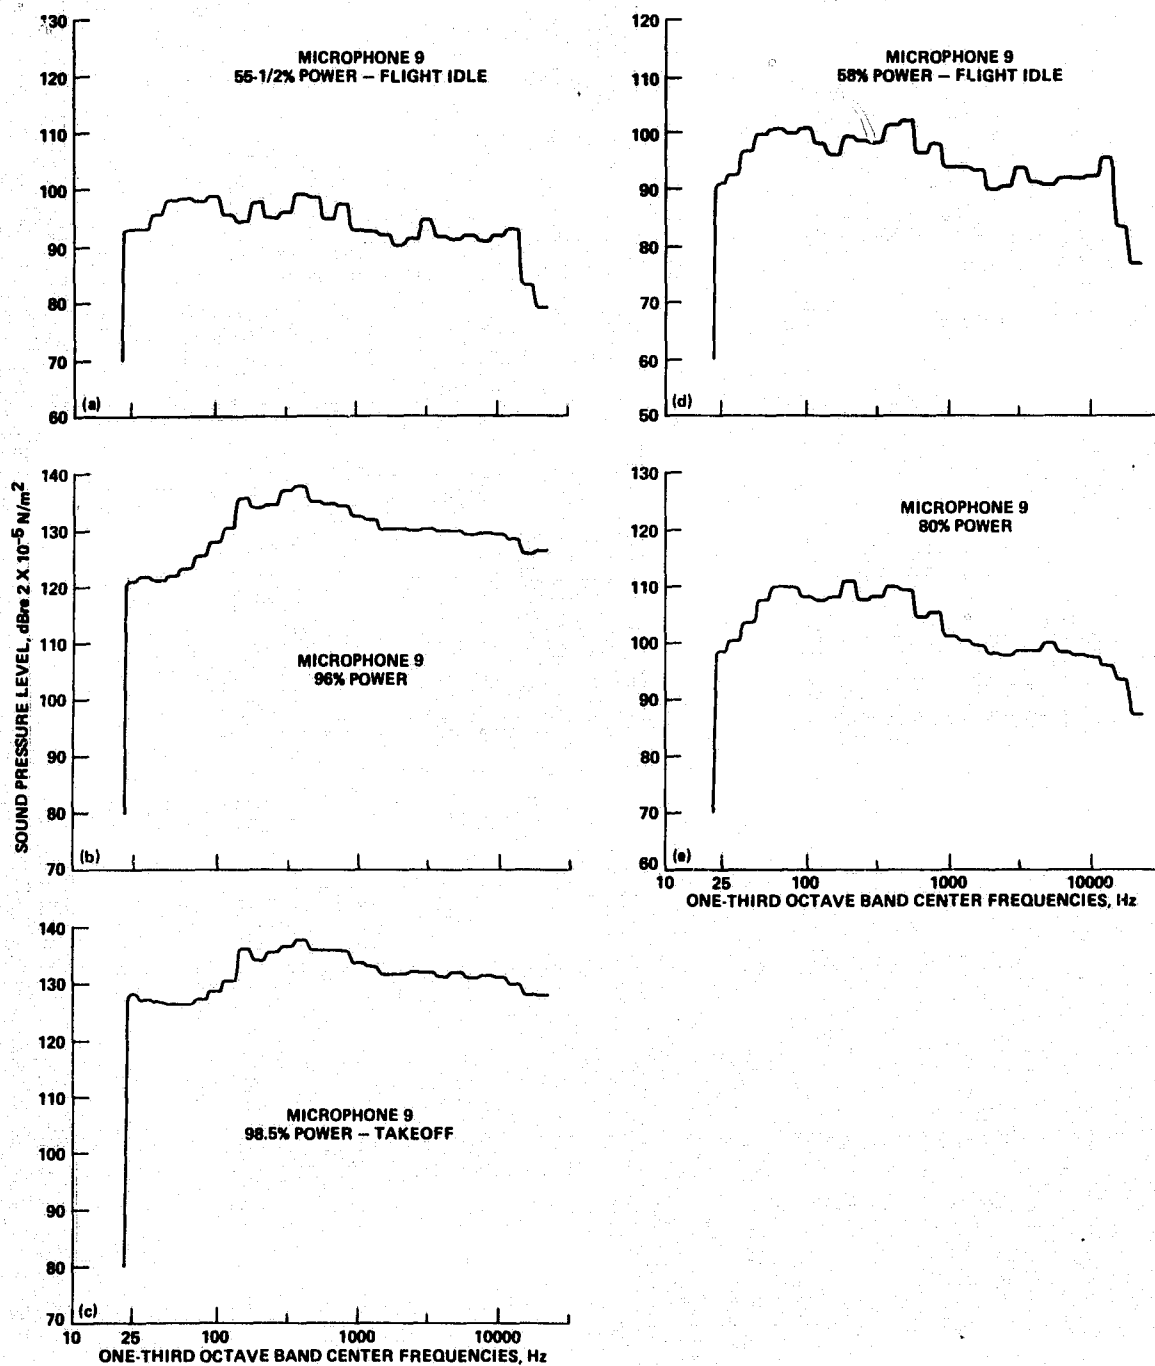 130
120
110
100
90
80
70
60
MICROPHONE 9
55-1/2% POWER – FLIGHT IDLE
(a)
120
110
100
90
80
70
60
50
MICROPHONE 9
58% POWER – FLIGHT IDLE
(d)
SOUND PRESSURE LEVEL, dBre 2 X 10⁻⁵ N/m²
140
130
120
110
100
90
80
70
MICROPHONE 9
96% POWER
(b)
130
120
110
100
90
80
70
60
MICROPHONE 9
80% POWER
(e)
10 25 100 1000 10000
ONE-THIRD OCTAVE BAND CENTER FREQUENCIES, Hz
140
130
120
110
100
90
80
70
MICROPHONE 9
98.5% POWER – TAKEOFF
(c)
10 25 100 1000 10000
ONE-THIRD OCTAVE BAND CENTER FREQUENCIES, Hz